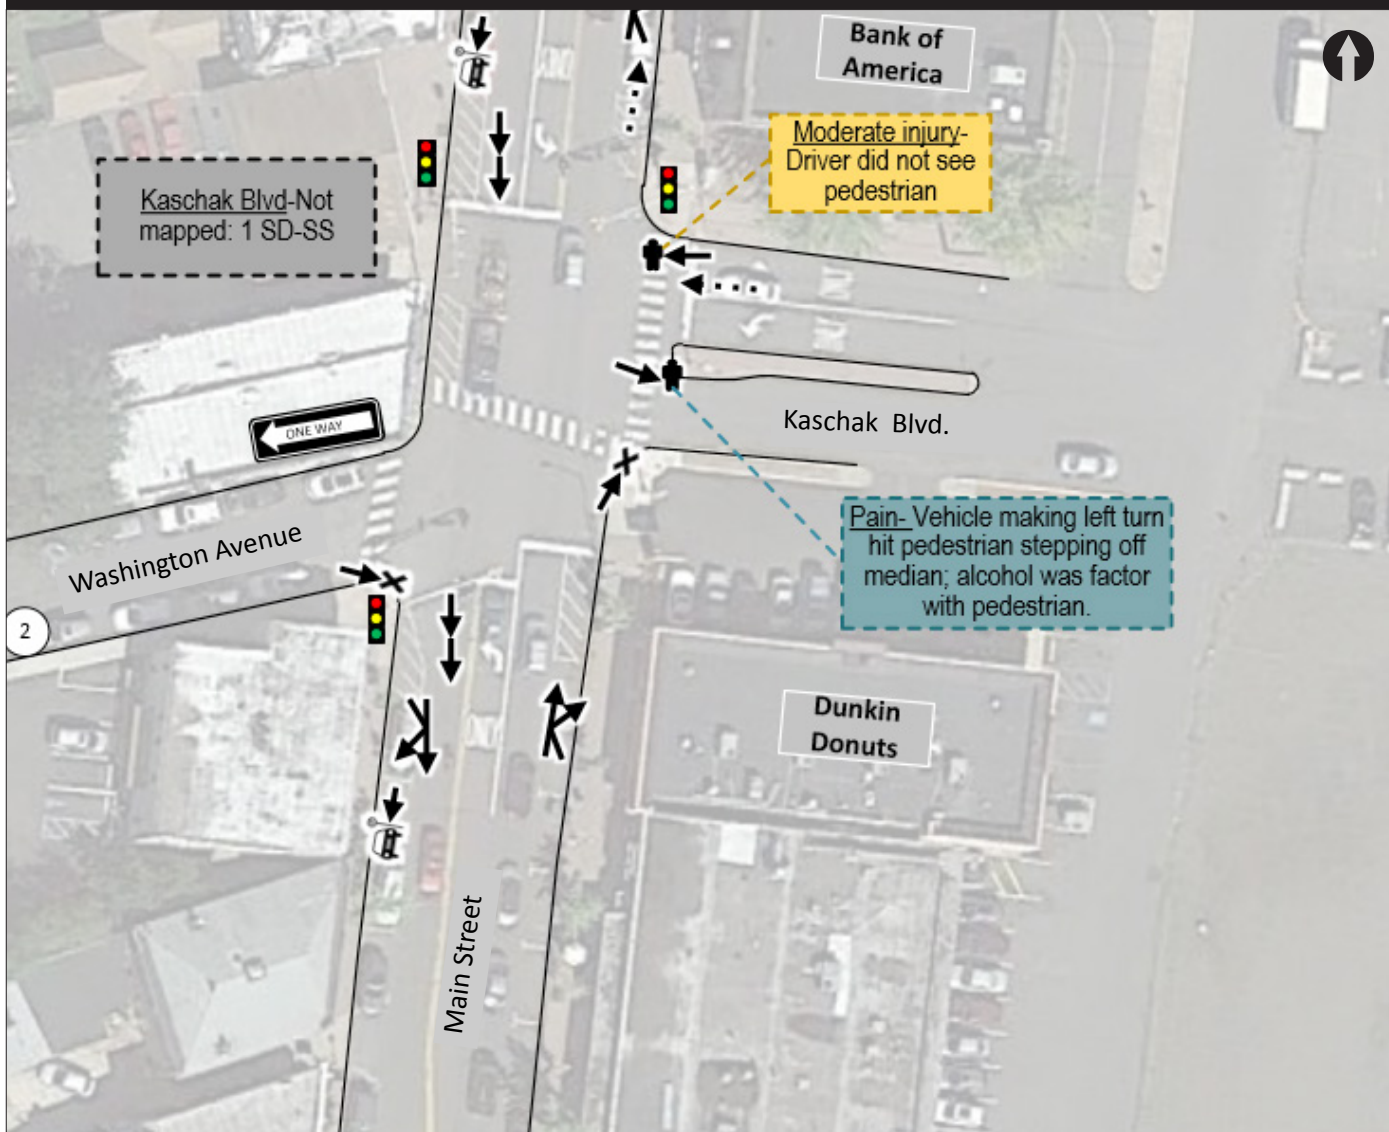 Bank of
America
Moderate injury-
Driver did not see
pedestrian
Kaschak Blvd-Not
mapped: 1 SD-SS
ONE WAY
Kaschak Blvd.
Washington Avenue
Pain- Vehicle making left turn
hit pedestrian stepping off
median; alcohol was factor
with pedestrian.
2
Dunkin
Donuts
Main Street